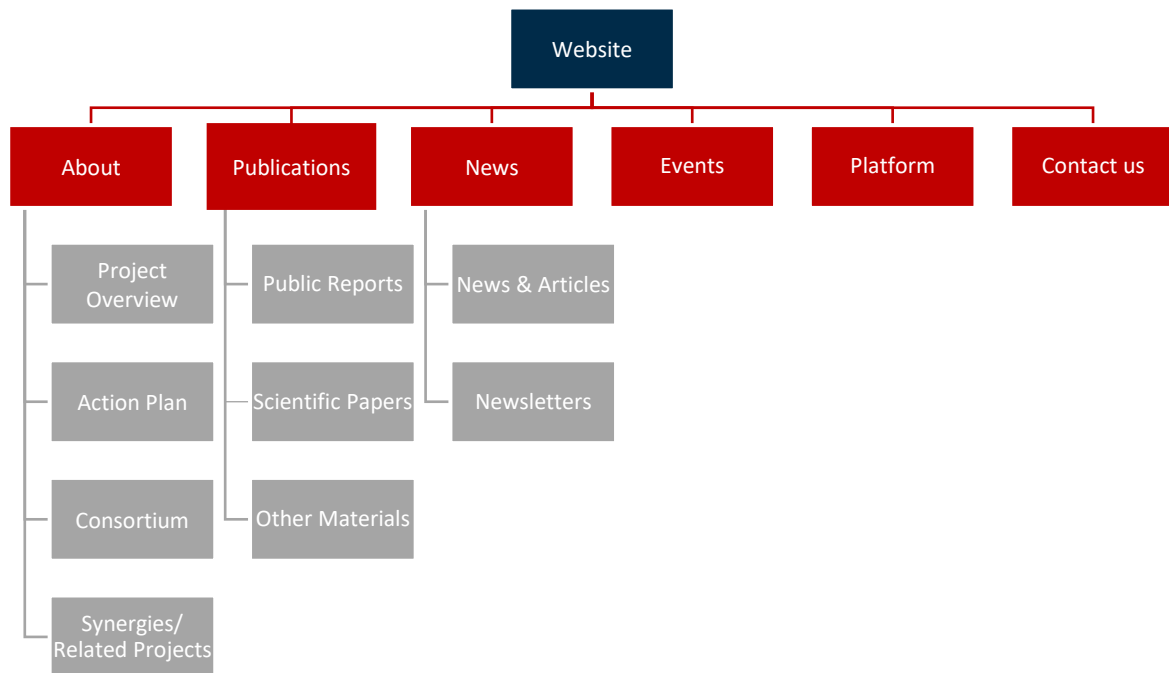 Website
About
Publications
News
Events
Platform
Contact us
Project
Overview
Public Reports
News & Articles
Action Plan
Scientific Papers
Newsletters
Consortium
Other Materials
Synergies/
Related Projects